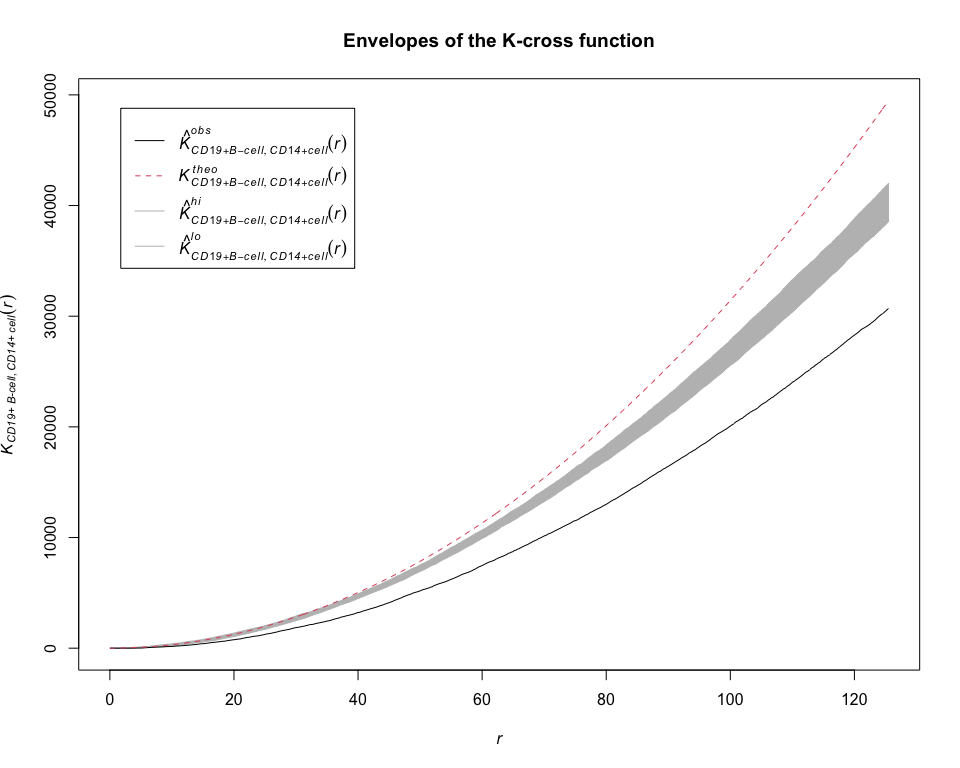 Envelopes of the K-cross function
K̂^obs_CD19+B−cell, CD14+cell(r)
K^theo_CD19+B−cell, CD14+cell(r)
K̂^hi_CD19+B−cell, CD14+cell(r)
K̂^lo_CD19+B−cell, CD14+cell(r)
K_CD19+ B-cell, CD14+ cell(r)
50000
40000
30000
20000
10000
0
0 20 40 60 80 100 120
r